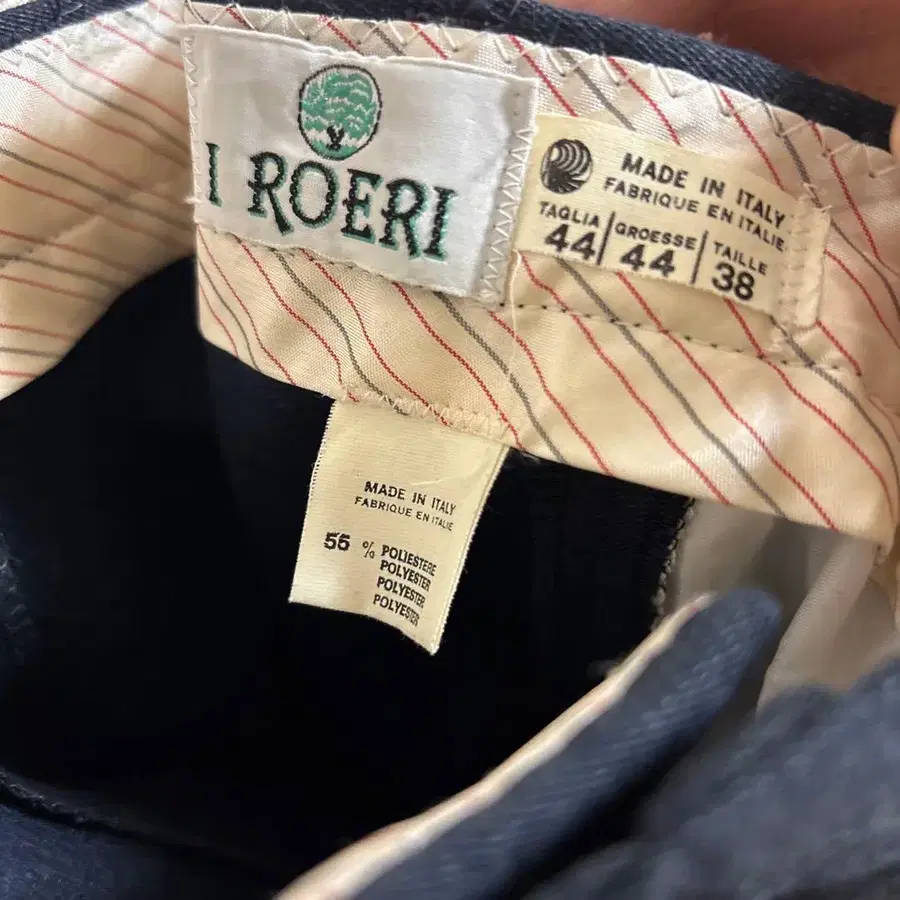 I ROERI
MADE IN ITALY
FABRIQUE EN ITALIE
TAGLIA GROESSE TAILLE
44 44 38
MADE IN ITALY
FABRIQUE EN ITALIE
55 % POLIESTERE
POLYESTER
POLYESTER
POLYESTER